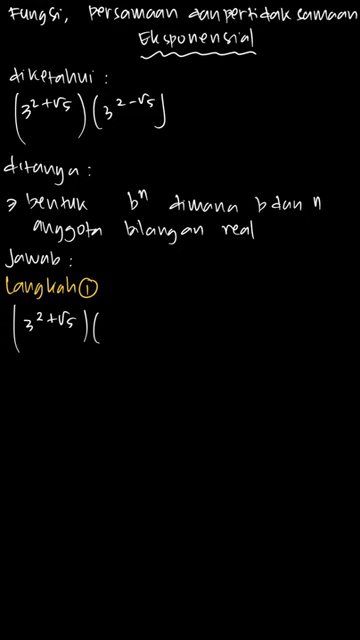 Fungsi, persamaan dan pertidaksamaan
Eksponensial
diketahui :
(3^{2+√5})(3^{2-√5})
ditanya :
⇒ bentuk b^n dimana b dan n
anggota bilangan real
Jawab :
Langkah ①
(3^{2+√5})(